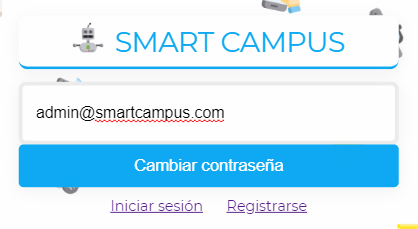 SMART CAMPUS
admin@smartcampus.com
Cambiar contraseña
Iniciar sesión Registrarse